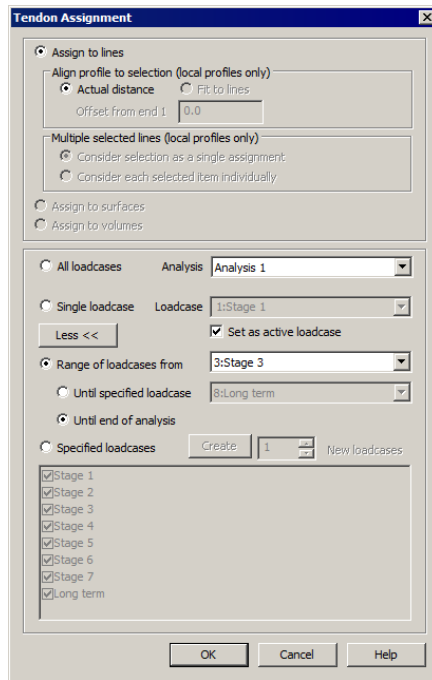 Tendon Assignment
Assign to lines
Align profile to selection (local profiles only)
Actual distance Fit to lines
Offset from end 1 0.0
Multiple selected lines (local profiles only)
Consider selection as a single assignment
Consider each selected item individually
Assign to surfaces
Assign to volumes
All loadcases Analysis Analysis 1
Single loadcase Loadcase 1:Stage 1
Less << Set as active loadcase
Range of loadcases from 3:Stage 3
Until specified loadcase 8:Long term
Until end of analysis
Specified loadcases Create 1 New loadcases
Stage 1
Stage 2
Stage 3
Stage 4
Stage 5
Stage 6
Stage 7
Long term
OK Cancel Help